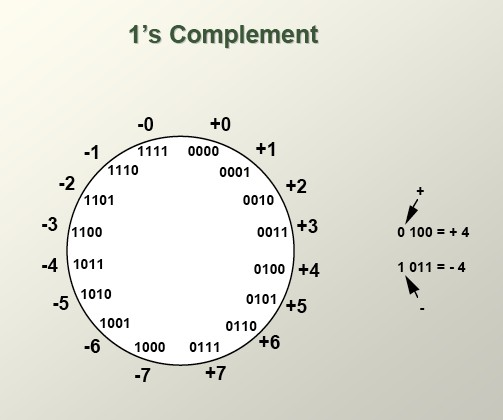 1's Complement
-0 +0
-1 1111 0000 +1
1110 0001
-2 1101 0010 +2
-3 1100 0011 +3
-4 1011 0100 +4
-5 1010 0101 +5
-6 1001 0110 +6
1000 0111
-7 +7
+
0 100 = + 4
1 011 = - 4
-